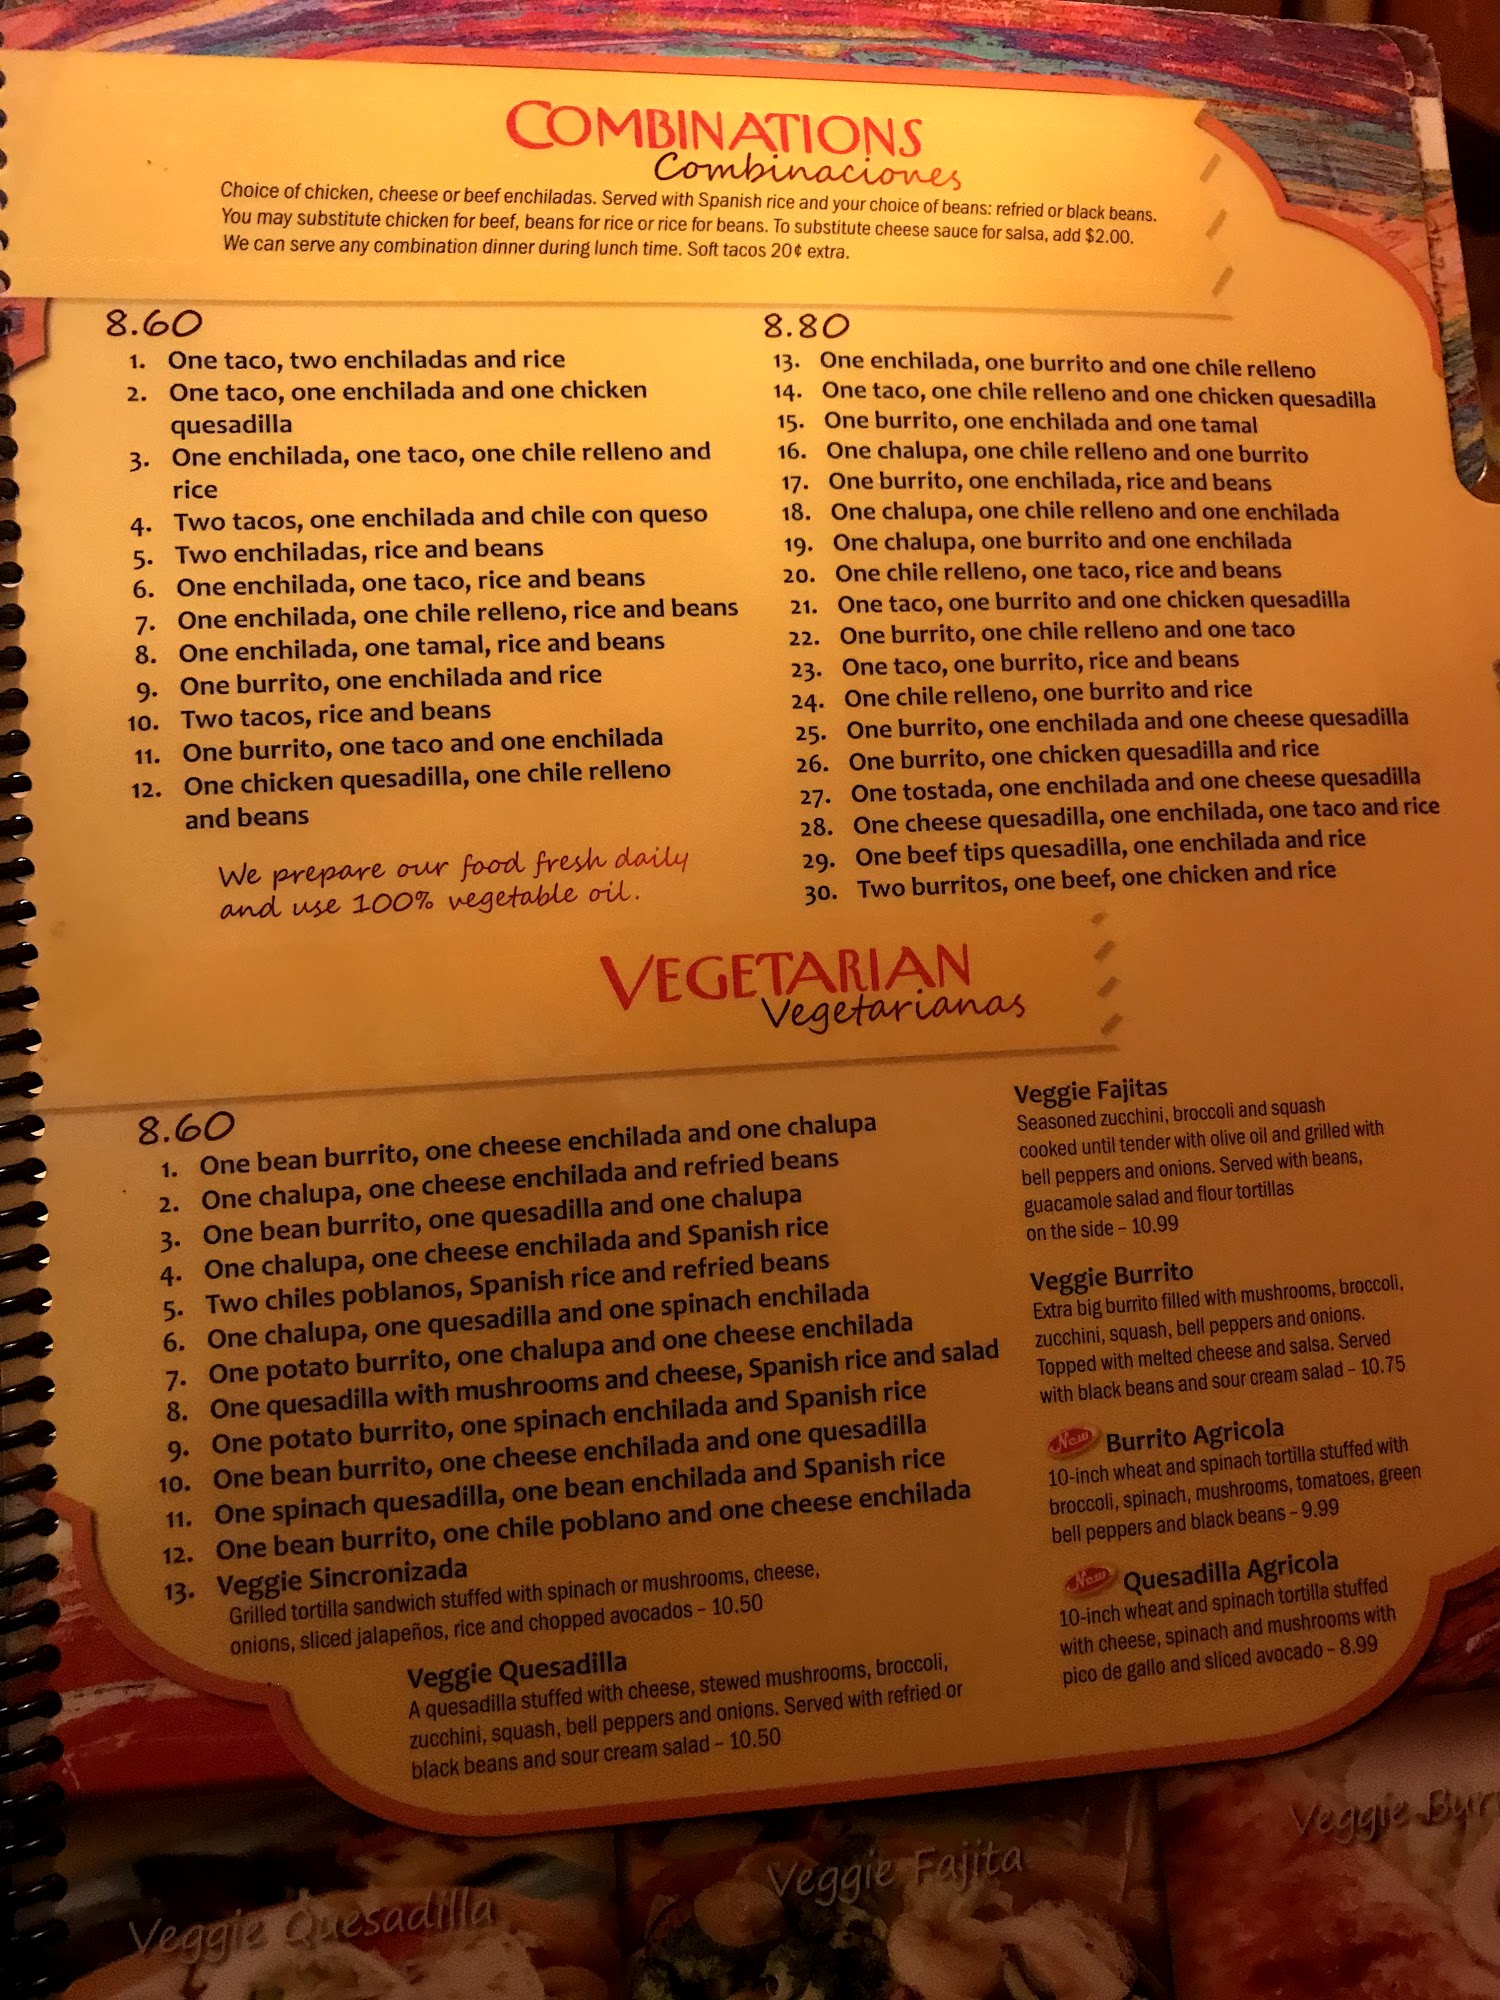 COMBINATIONS
Combinaciones
Choice of chicken, cheese or beef enchiladas. Served with Spanish rice and your choice of beans: refried or black beans.
You may substitute chicken for beef, beans for rice or rice for beans. To substitute cheese sauce for salsa, add $2.00.
We can serve any combination dinner during lunch time. Soft tacos 20¢ extra.
8.60
1. One taco, two enchiladas and rice
2. One taco, one enchilada and one chicken
quesadilla
3. One enchilada, one taco, one chile relleno and
rice
4. Two tacos, one enchilada and chile con queso
5. Two enchiladas, rice and beans
6. One enchilada, one taco, rice and beans
7. One enchilada, one chile relleno, rice and beans
8. One enchilada, one tamal, rice and beans
9. One burrito, one enchilada and rice
10. Two tacos, rice and beans
11. One burrito, one taco and one enchilada
12. One chicken quesadilla, one chile relleno
and beans
We prepare our food fresh daily
and use 100% vegetable oil.
8.80
13. One enchilada, one burrito and one chile relleno
14. One taco, one chile relleno and one chicken quesadilla
15. One burrito, one enchilada and one tamal
16. One chalupa, one chile relleno and one burrito
17. One burrito, one enchilada, rice and beans
18. One chalupa, one chile relleno and one enchilada
19. One chalupa, one burrito and one enchilada
20. One chile relleno, one taco, rice and beans
21. One taco, one burrito and one chicken quesadilla
22. One burrito, one chile relleno and one taco
23. One taco, one burrito, rice and beans
24. One chile relleno, one burrito and rice
25. One burrito, one enchilada and one cheese quesadilla
26. One burrito, one chicken quesadilla and rice
27. One tostada, one enchilada and one cheese quesadilla
28. One cheese quesadilla, one enchilada, one taco and rice
29. One beef tips quesadilla, one enchilada and rice
30. Two burritos, one beef, one chicken and rice
VEGETARIAN
Vegetarianas
8.60
1. One bean burrito, one cheese enchilada and one chalupa
2. One chalupa, one cheese enchilada and refried beans
3. One bean burrito, one quesadilla and one chalupa
4. One chalupa, one cheese enchilada and Spanish rice
5. Two chiles poblanos, Spanish rice and refried beans
6. One chalupa, one quesadilla and one spinach enchilada
7. One potato burrito, one chalupa and one cheese enchilada
8. One quesadilla with mushrooms and cheese, Spanish rice and salad
9. One potato burrito, one spinach enchilada and Spanish rice
10. One bean burrito, one cheese enchilada and one quesadilla
11. One spinach quesadilla, one bean enchilada and Spanish rice
12. One bean burrito, one chile poblano and one cheese enchilada
13. Veggie Sincronizada
Grilled tortilla sandwich stuffed with spinach or mushrooms, cheese,
onions, sliced jalapeños, rice and chopped avocados – 10.50
Veggie Quesadilla
A quesadilla stuffed with cheese, stewed mushrooms, broccoli,
zucchini, squash, bell peppers and onions. Served with refried or
black beans and sour cream salad – 10.50
Veggie Fajitas
Seasoned zucchini, broccoli and squash
cooked until tender with olive oil and grilled with
bell peppers and onions. Served with beans,
guacamole salad and flour tortillas
on the side – 10.99
Veggie Burrito
Extra big burrito filled with mushrooms, broccoli,
zucchini, squash, bell peppers and onions.
Topped with melted cheese and salsa. Served
with black beans and sour cream salad – 10.75
New Burrito Agricola
10-inch wheat and spinach tortilla stuffed with
broccoli, spinach, mushrooms, tomatoes, green
bell peppers and black beans – 9.99
New Quesadilla Agricola
10-inch wheat and spinach tortilla stuffed
with cheese, spinach and mushrooms with
pico de gallo and sliced avocado – 8.99
Veggie Quesadilla
Veggie Fajita
Veggie Bur